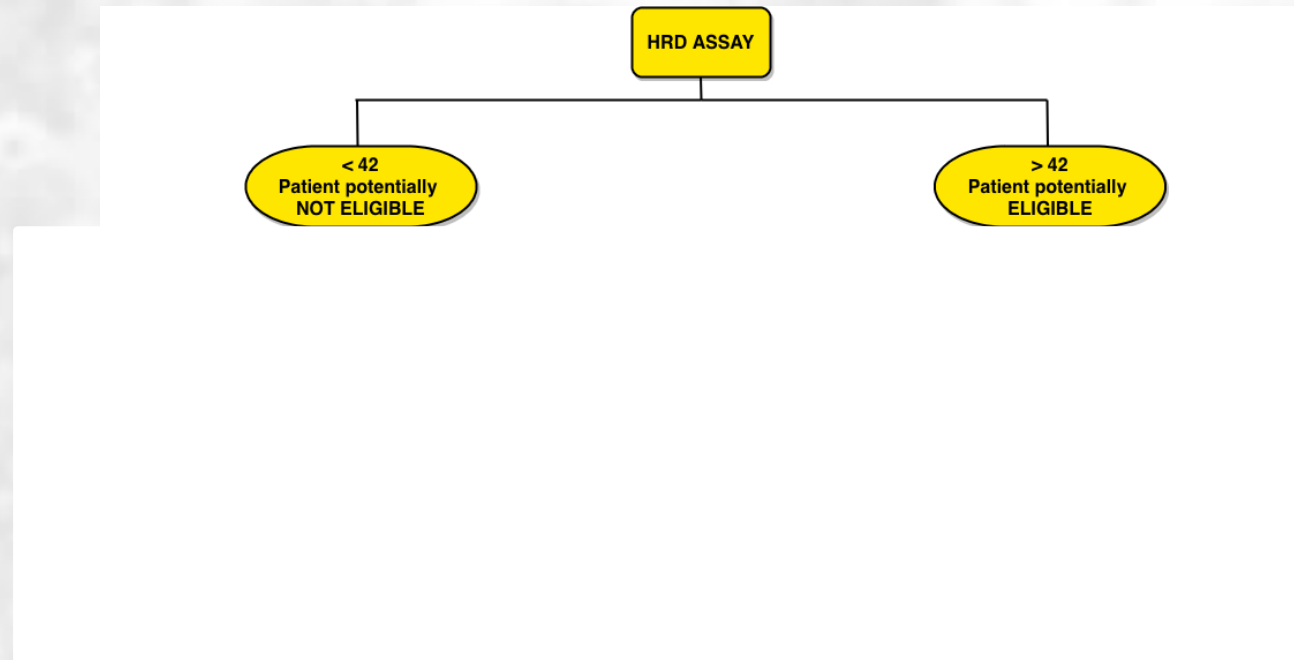 HRD ASSAY
< 42
Patient potentially
NOT ELIGIBLE
> 42
Patient potentially
ELIGIBLE